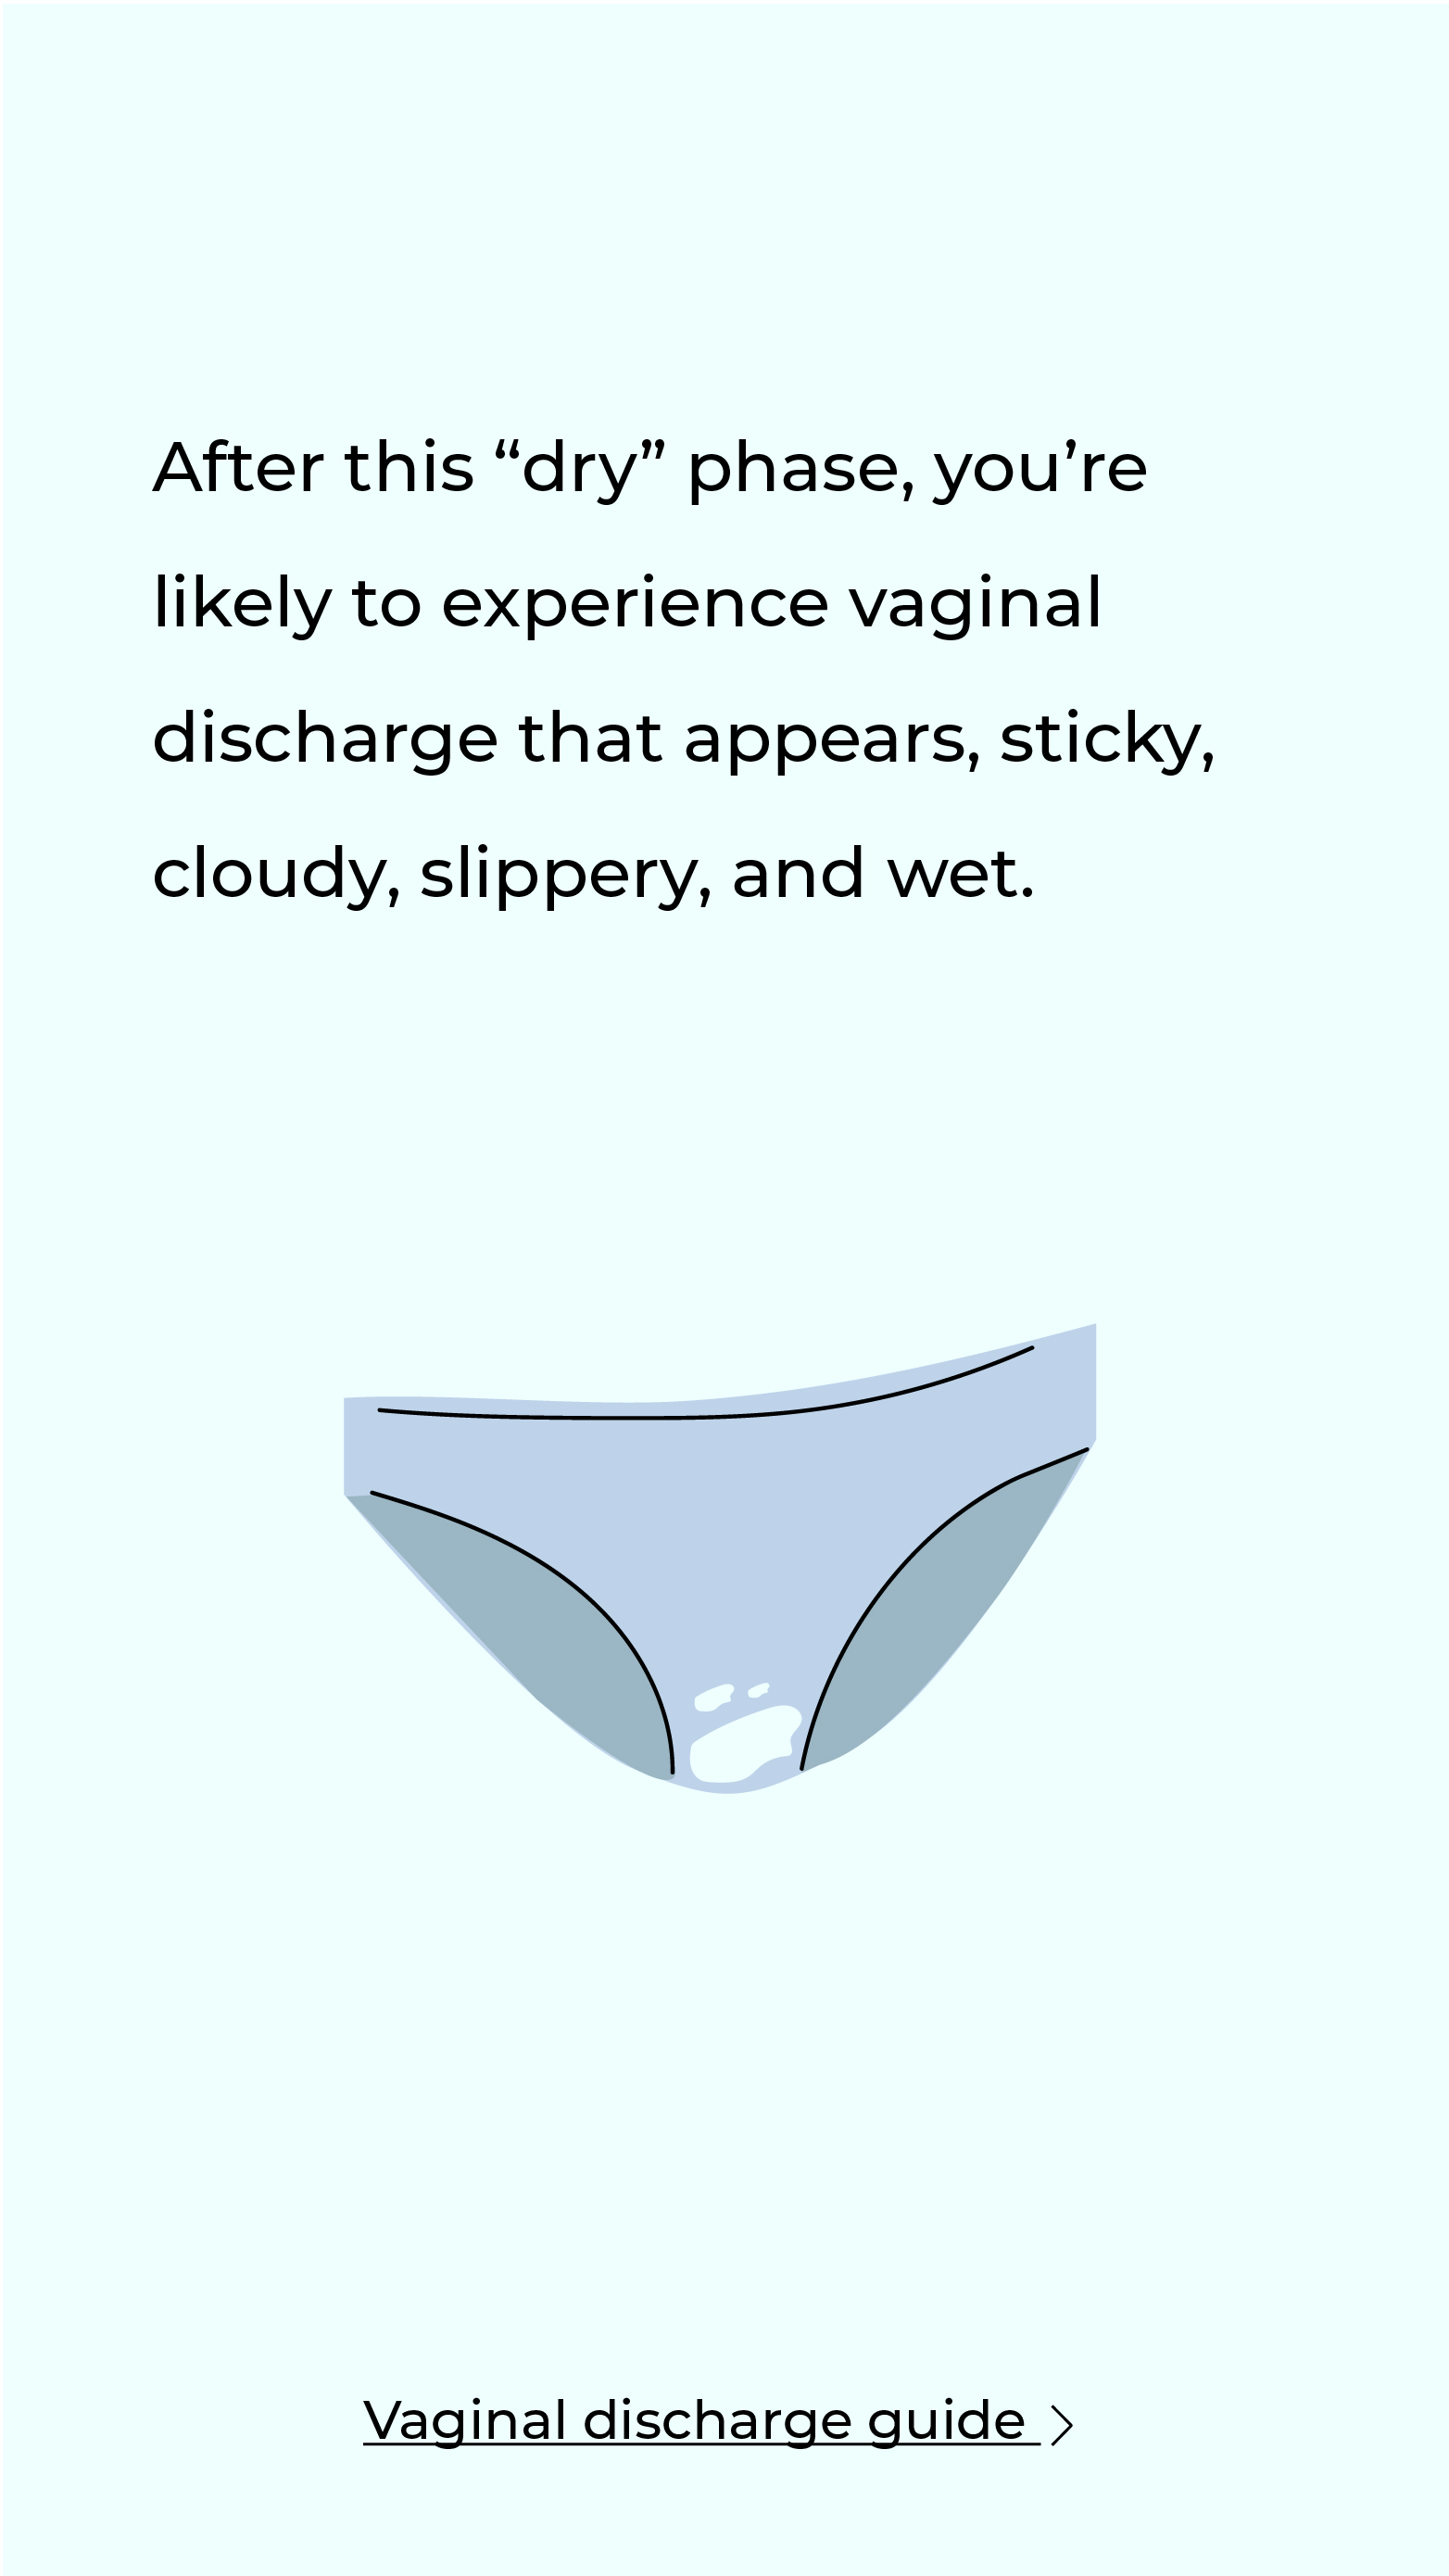 After this “dry” phase, you’re
likely to experience vaginal
discharge that appears, sticky,
cloudy, slippery, and wet.
Vaginal discharge guide